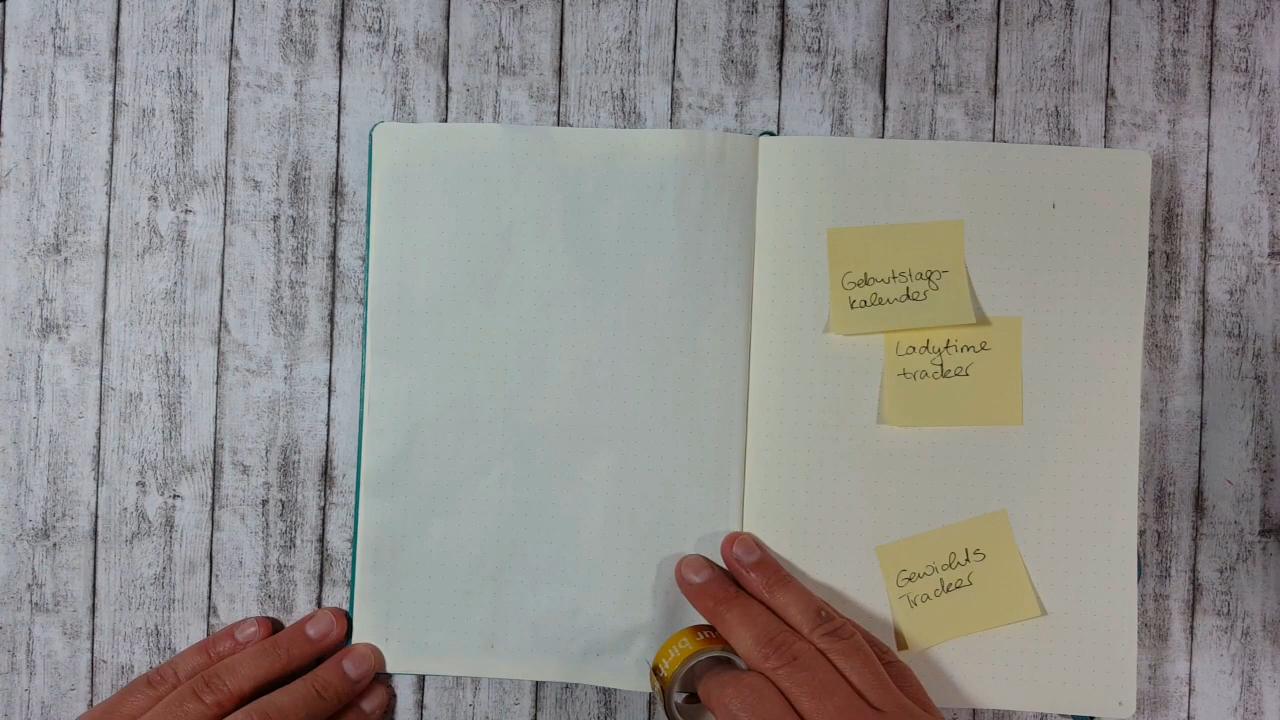 Geburtstags-
kalender
Ladytime
tracker
Gewichts
Tracker